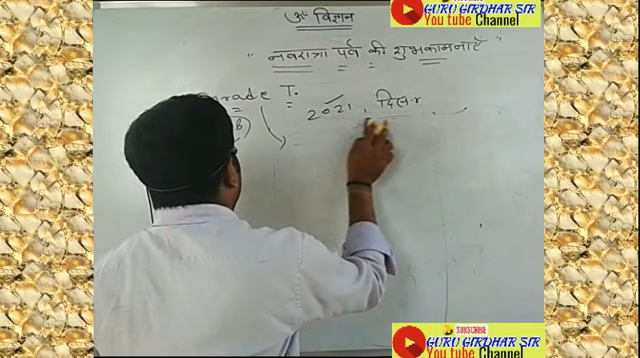 GURU GIRDHAR SIR
You tube Channel
ॐ विज्ञान
" नवरात्रा पर्व की शुभकामनाएँ "
rade T.
2021, दिस.
B)
SUBSCRIBE
GURU GIRDHAR SIR
You tube Channel